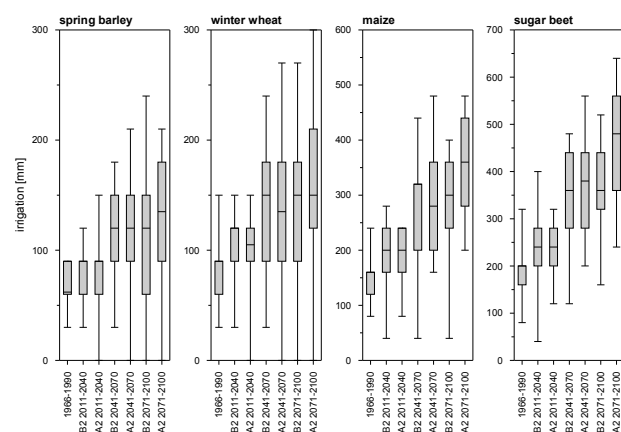 spring barley
irrigation [mm]
300
200
100
0
1966-1990
B2 2011-2040
A2 2011-2040
B2 2041-2070
A2 2041-2070
B2 2071-2100
A2 2071-2100
winter wheat
300
200
100
0
1966-1990
B2 2011-2040
A2 2011-2040
B2 2041-2070
A2 2041-2070
B2 2071-2100
A2 2071-2100
maize
600
500
400
300
200
100
0
1966-1990
B2 2011-2040
A2 2011-2040
B2 2041-2070
A2 2041-2070
B2 2071-2100
A2 2071-2100
sugar beet
700
600
500
400
300
200
100
0
1966-1990
B2 2011-2040
A2 2011-2040
B2 2041-2070
A2 2041-2070
B2 2071-2100
A2 2071-2100